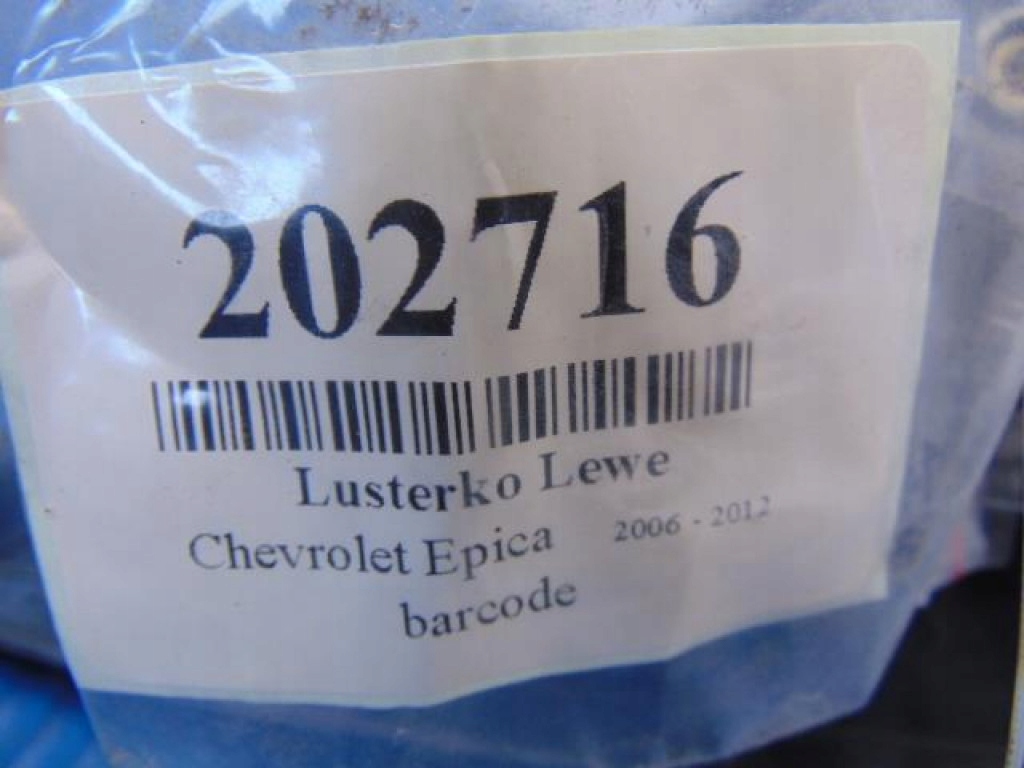 202716
Lusterko Lewe
Chevrolet Epica 2006 - 2012
barcode